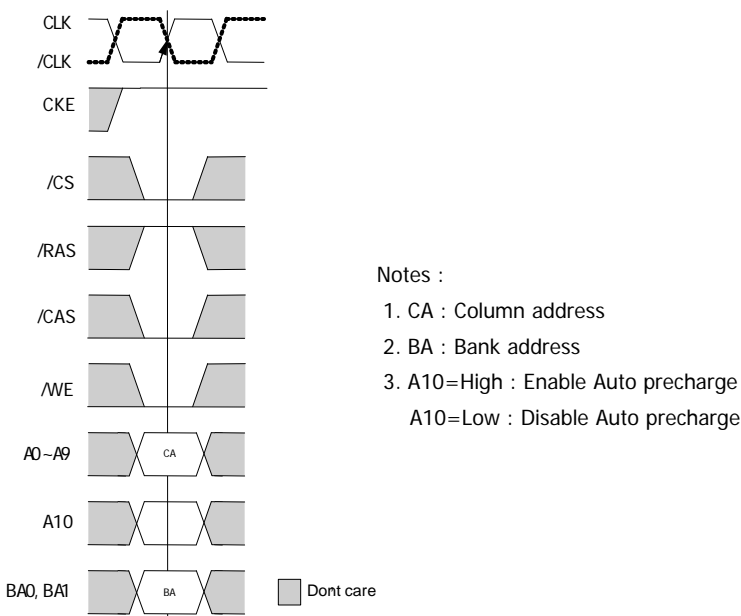 CLK
/CLK
CKE
/CS
/RAS
/CAS
/WE
A0~A9
CA
A10
BA0, BA1
BA
Dont care
Notes :
1. CA : Column address
2. BA : Bank address
3. A10=High : Enable Auto precharge
A10=Low : Disable Auto precharge